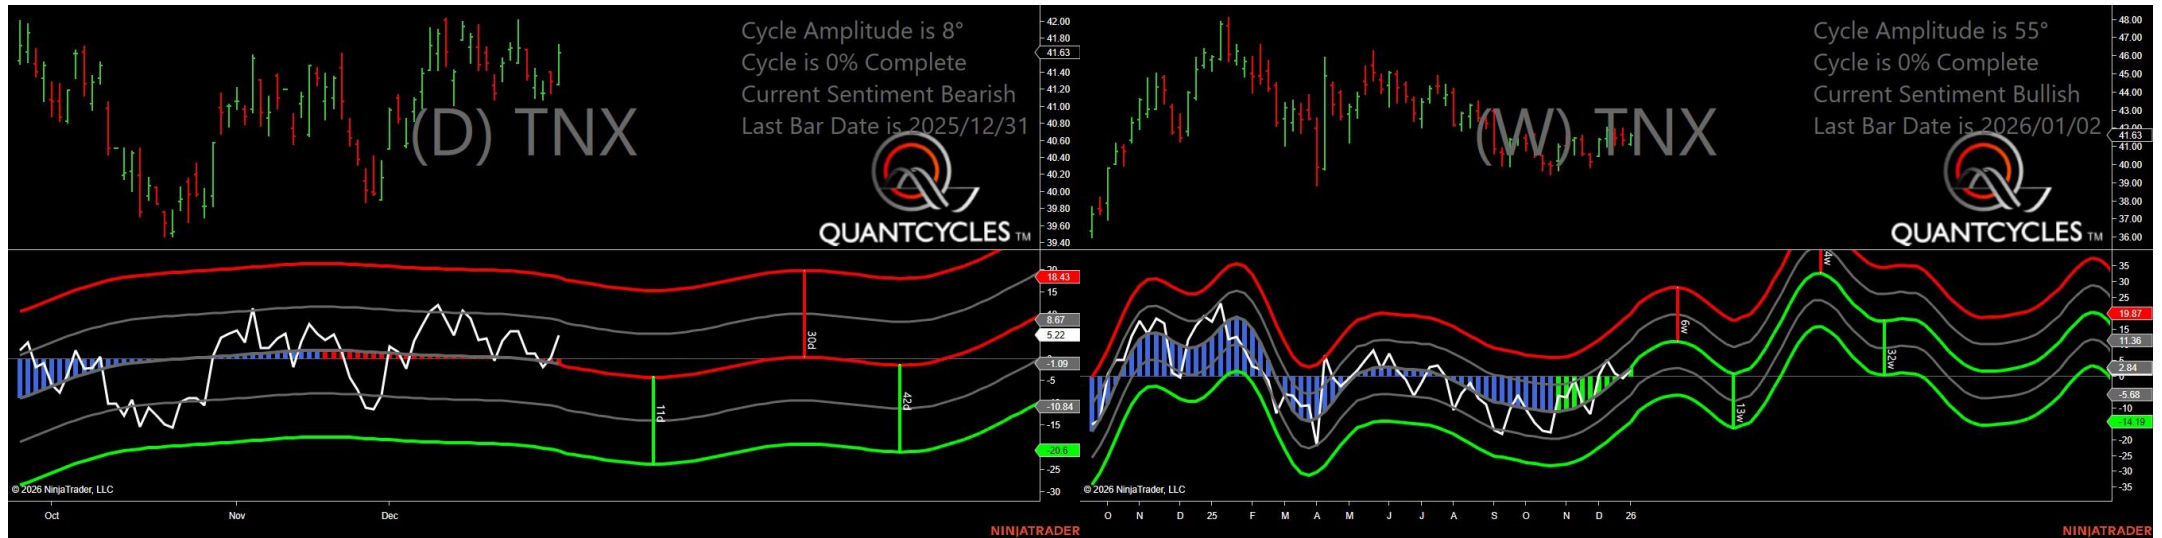 Cycle Amplitude is 8°
Cycle is 0% Complete
Current Sentiment Bearish
Last Bar Date is 2025/12/31
(D) TNX
QUANTCYCLES TM
42.00
41.80
41.63
41.40
41.20
41.00
40.80
40.60
40.40
40.20
40.00
39.80
39.60
39.40
18.43
15
8.67
5.22
-1.09
-5
-10.84
-15
-20.6
-25
-30
30d
11d
42d
© 2026 NinjaTrader, LLC
Oct Nov Dec
NINJATRADER
Cycle Amplitude is 55°
Cycle is 0% Complete
Current Sentiment Bullish
Last Bar Date is 2026/01/02
(W) TNX
QUANTCYCLES TM
48.00
47.00
46.00
45.00
44.00
43.00
41.63
41.00
40.00
39.00
38.00
37.00
36.00
35
30
25
19.87
15
11.36
5
2.84
0
-5.68
-10
-14.19
-20
-25
-30
-35
4w
6w
32w
13w
© 2026 NinjaTrader, LLC
O N D 25 F M A M J J A S O N D 26
NINJATRADER